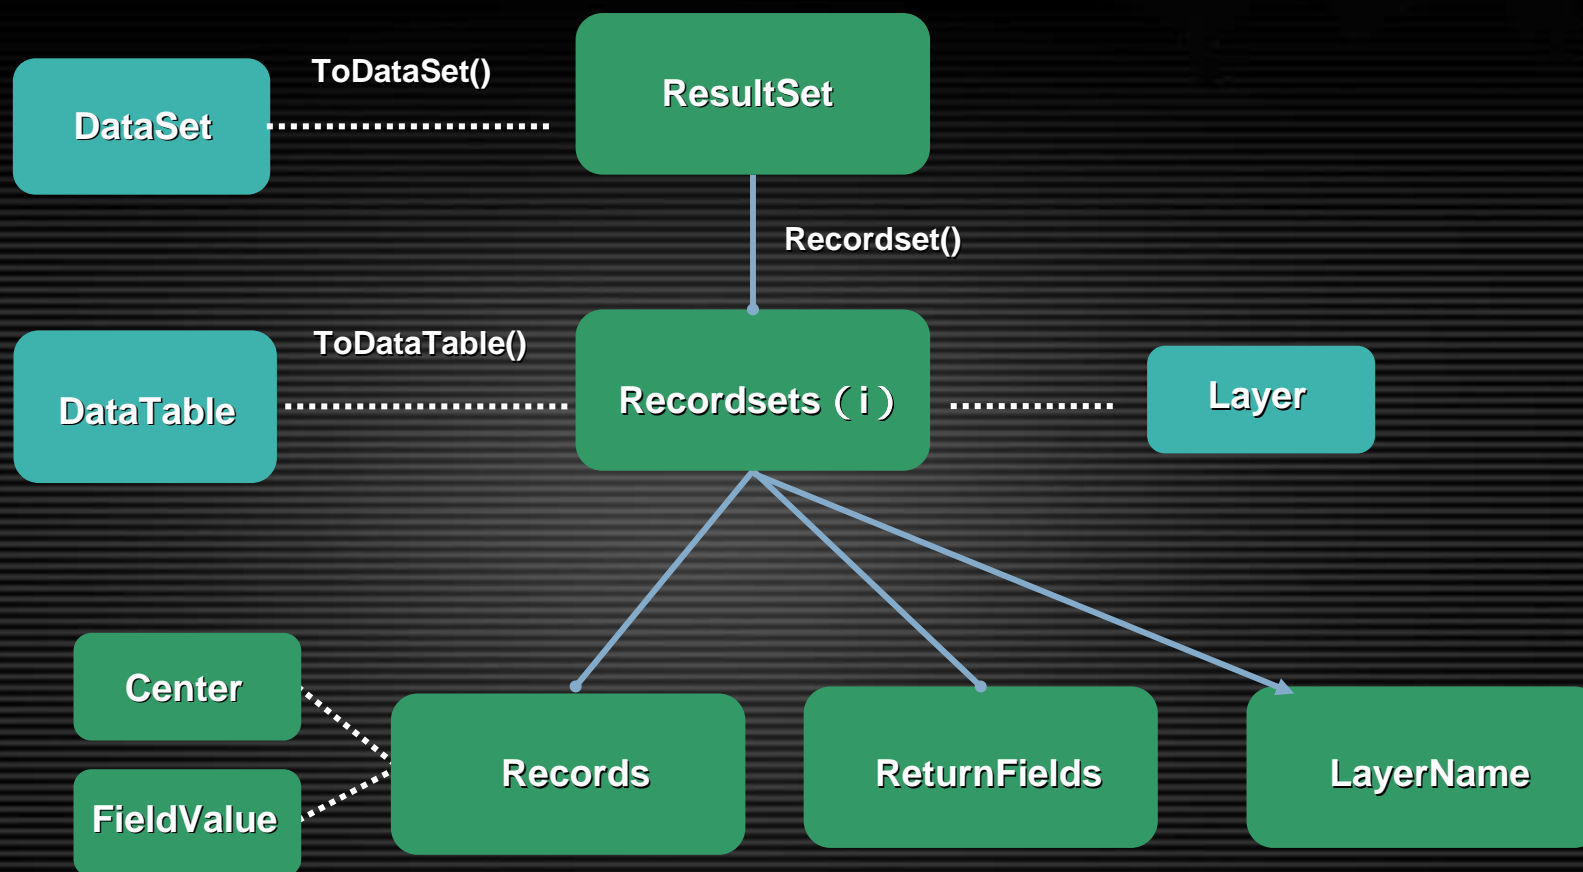 ToDataSet()
DataSet
ResultSet
Recordset()
ToDataTable()
DataTable
Recordsets（i）
Layer
Center
FieldValue
Records
ReturnFields
LayerName